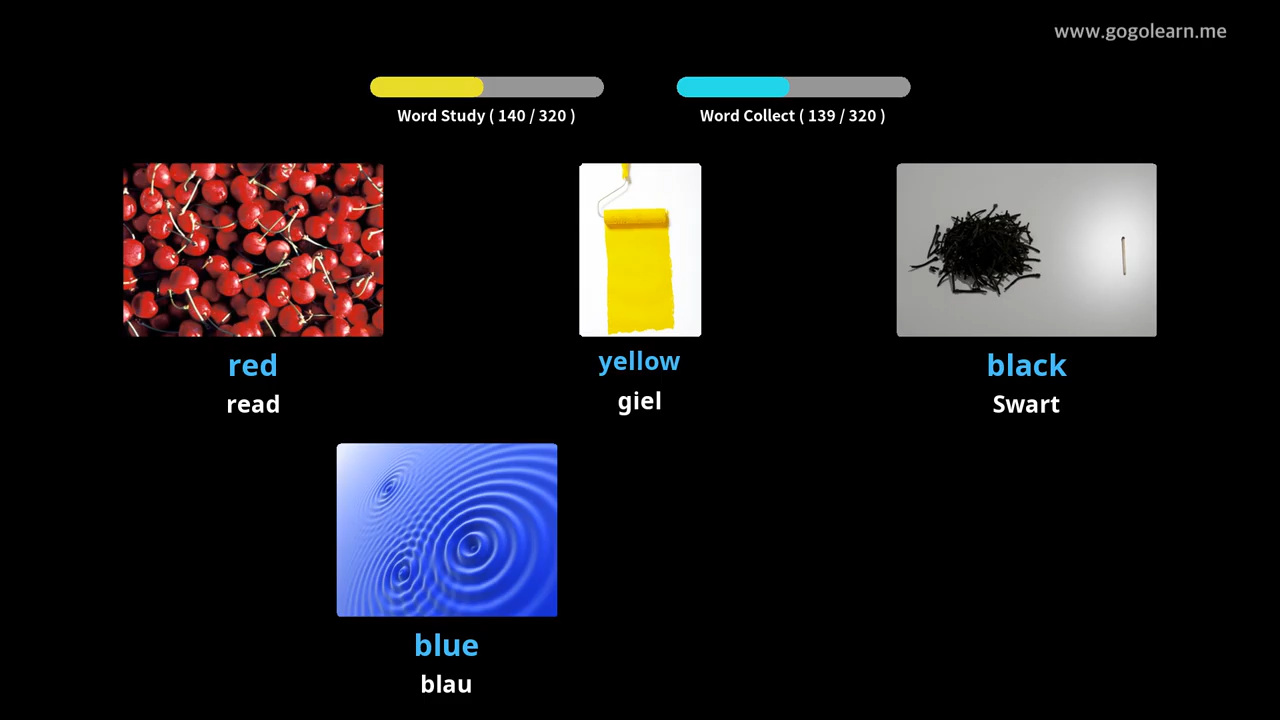 www.gogolearn.me
Word Study ( 140 / 320 )
Word Collect ( 139 / 320 )
red
read
yellow
giel
black
Swart
blue
blau